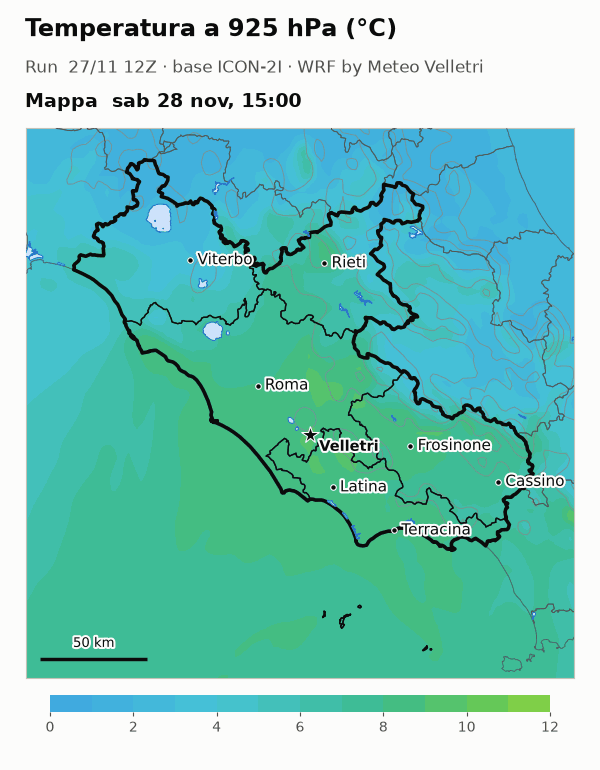 Temperatura a 925 hPa (°C)
Run  27/11 12Z · base ICON-2I · WRF by Meteo Velletri
Mappa  sab 28 nov, 15:00
Viterbo
Rieti
Roma
Velletri
Frosinone
Latina
Cassino
Terracina
50 km
0 2 4 6 8 10 12